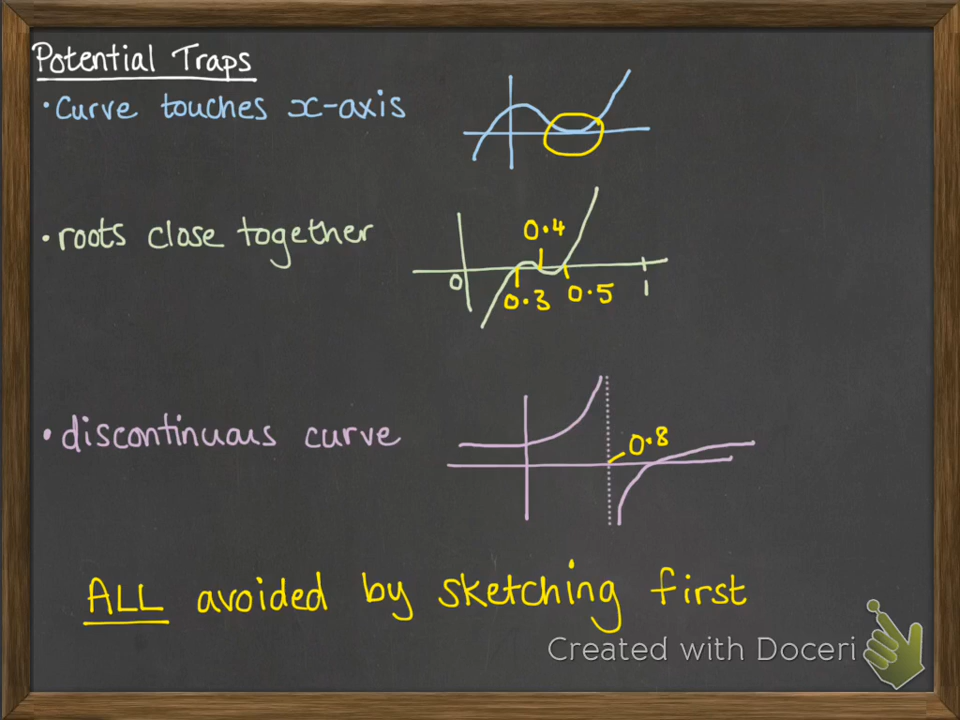 Potential Traps
• Curve touches x-axis
• roots close together
0.4
0
0.3
0.5
1
• discontinuous curve
0.8
ALL avoided by sketching first
Created with Doceri